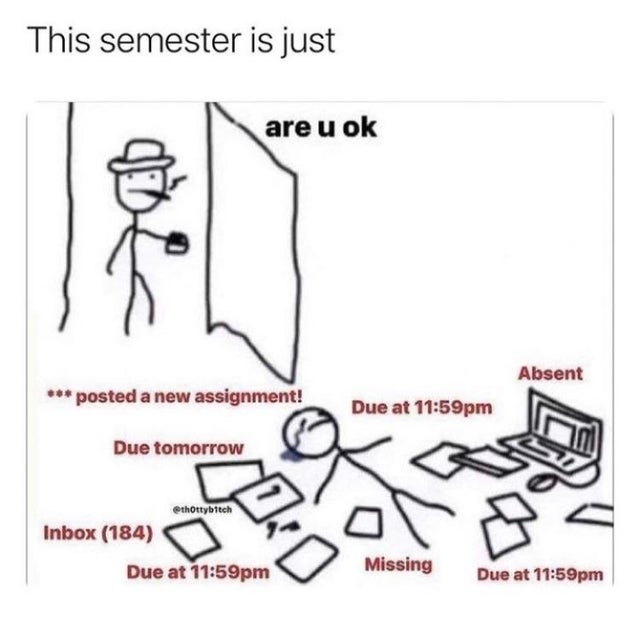 This semester is just
are u ok
Absent
*** posted a new assignment!
Due at 11:59pm
Due tomorrow
@th0ttyb1tch
Inbox (184)
Due at 11:59pm
Missing
Due at 11:59pm